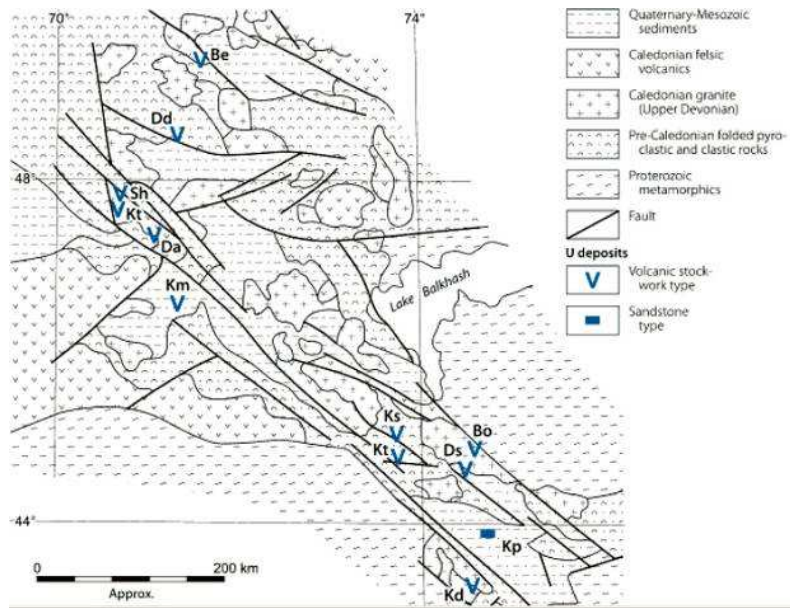 70°
74°
Be
Dd
48°
Sh
Kt
Da
Km
Lake Balkhash
Ks
Kt
Bo
Ds
44°
Kp
Kd
0
200 km
Approx.
Quaternary-Mesozoic
sediments
Caledonian felsic
volcanics
Caledonian granite
(Upper Devonian)
Pre-Caledonian folded pyro-
clastic and clastic rocks
Proterozoic
metamorphics
Fault
U deposits
Volcanic stock-
work type
Sandstone
type